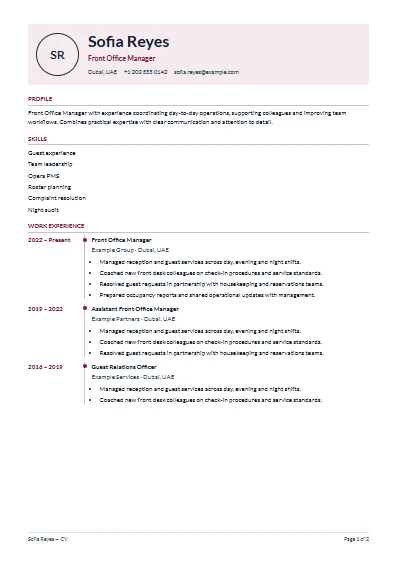 SR
Sofia Reyes
Front Office Manager
Dubai, UAE +1 202 555 0142 sofia.reyes@example.com
PROFILE
Front Office Manager with experience coordinating day-to-day operations, supporting colleagues and improving team
workflows. Combines practical expertise with clear communication and attention to detail.
SKILLS
Guest experience
Team leadership
Opera PMS
Roster planning
Complaint resolution
Night audit
WORK EXPERIENCE
2022 – Present
Front Office Manager
Example Group - Dubai, UAE
• Managed reception and guest services across day, evening and night shifts.
• Coached new front desk colleagues on check-in procedures and service standards.
• Resolved guest requests in partnership with housekeeping and reservations teams.
• Prepared occupancy reports and shared operational updates with management.
2019 – 2022
Assistant Front Office Manager
Example Partners - Dubai, UAE
• Managed reception and guest services across day, evening and night shifts.
• Coached new front desk colleagues on check-in procedures and service standards.
• Resolved guest requests in partnership with housekeeping and reservations teams.
2016 – 2019
Guest Relations Officer
Example Services - Dubai, UAE
• Managed reception and guest services across day, evening and night shifts.
• Coached new front desk colleagues on check-in procedures and service standards.
Sofia Reyes — CV
Page 1 of 2